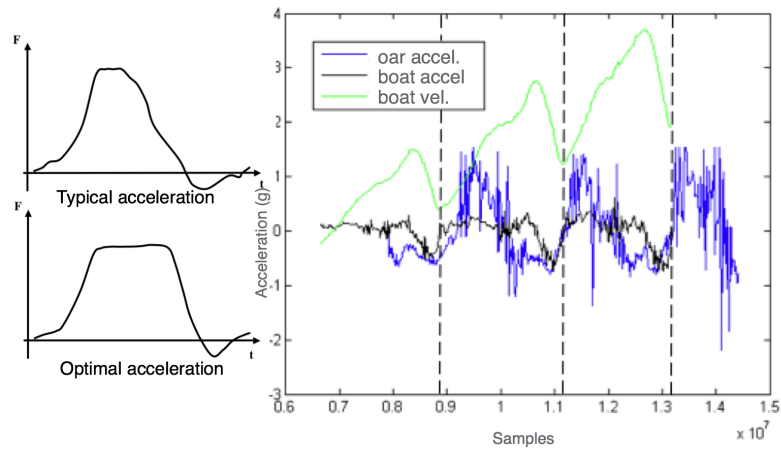 F
t
Typical acceleration
F
t
Optimal acceleration
4
3
2
1
0
-1
-2
-3
Acceleration (g)
oar accel.
boat accel
boat vel.
0.6 0.7 0.8 0.9 1 1.1 1.2 1.3 1.4 1.5
x 10^7
Samples